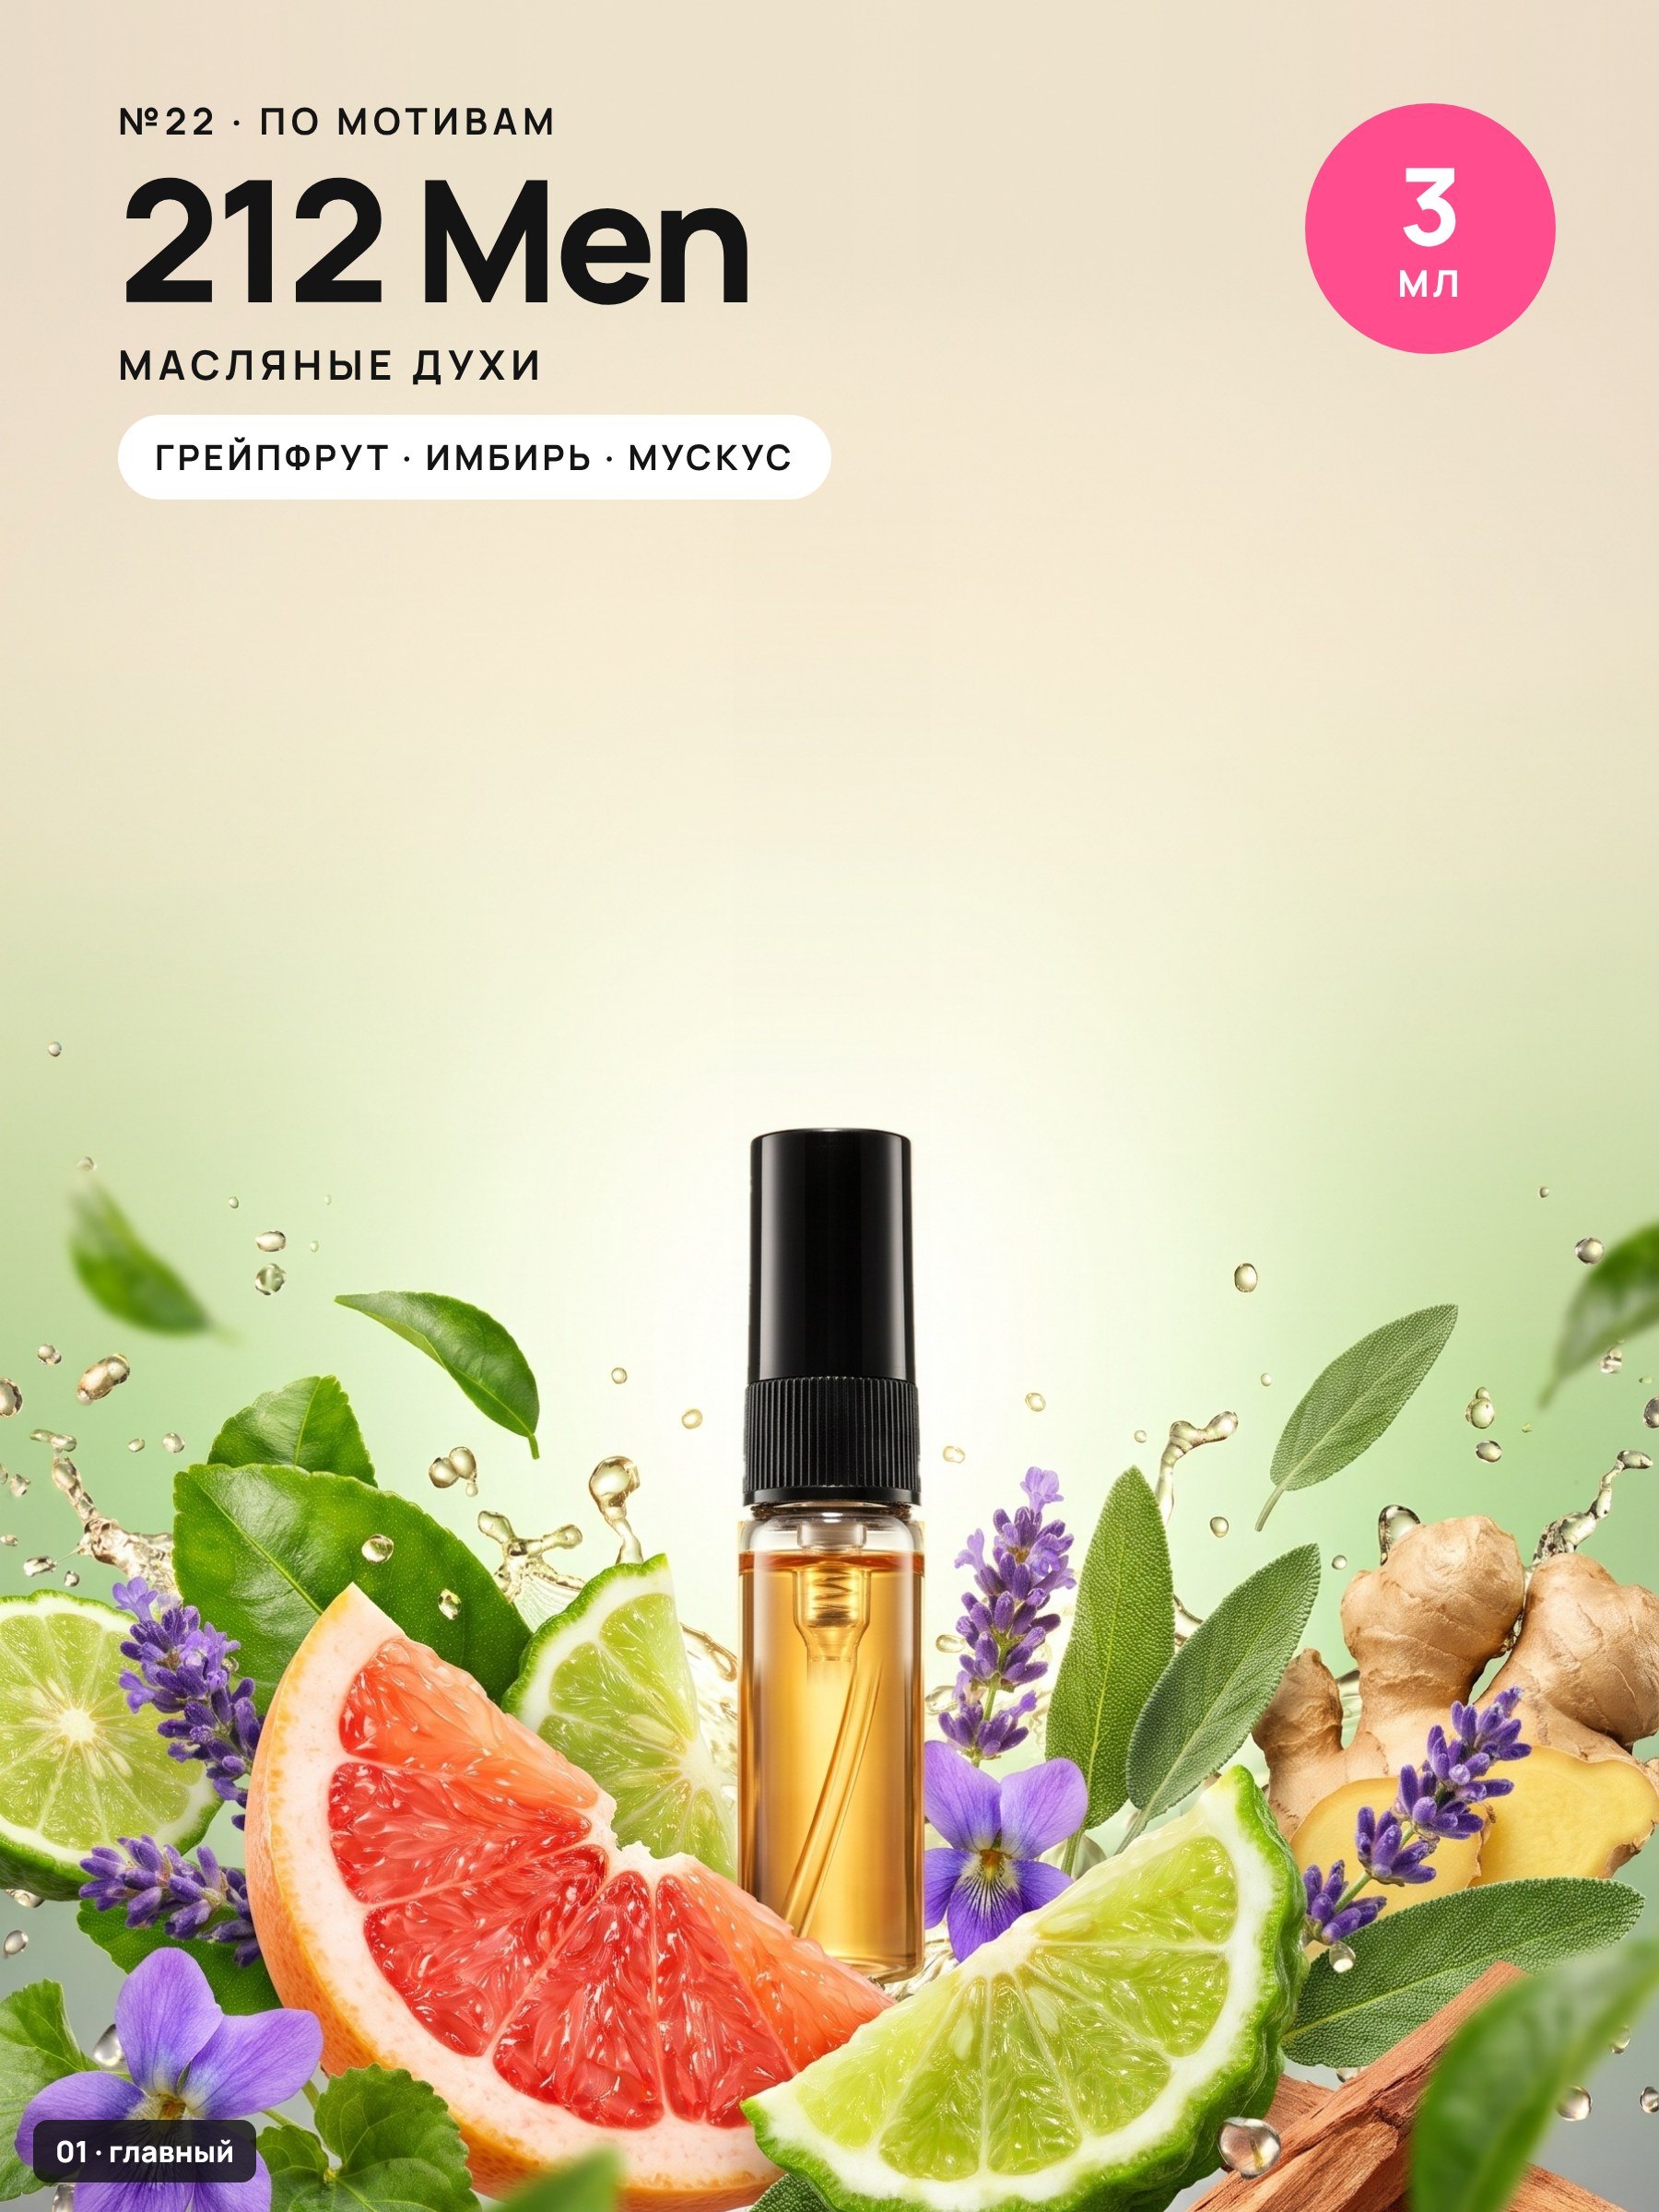 №22 · ПО МОТИВАМ
212 Men
МАСЛЯНЫЕ ДУХИ
ГРЕЙПФРУТ · ИМБИРЬ · МУСКУС
3
МЛ
01 · главный